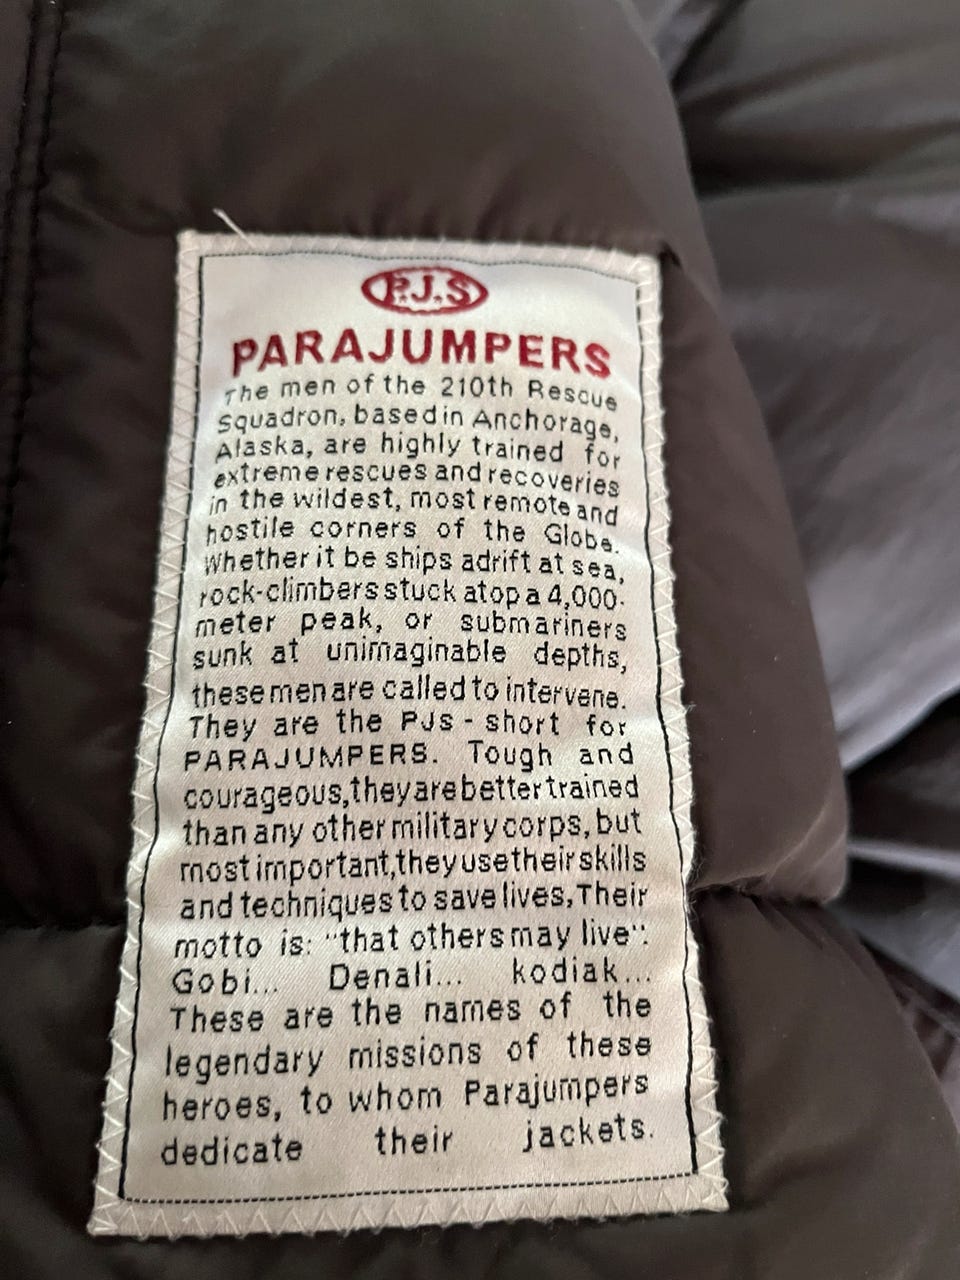 P.J.S
PARAJUMPERS
The men of the 210th Rescue
Squadron, based in Anchorage,
Alaska, are highly trained for
extreme rescues and recoveries
in the wildest, most remote and
hostile corners of the Globe.
Whether it be ships adrift at sea,
rock-climbers stuck atop a 4,000-
meter peak, or submariners
sunk at unimaginable depths,
these men are called to intervene.
They are the PJs - short for
PARAJUMPERS. Tough and
courageous, they are better trained
than any other military corps, but
most important, they use their skills
and techniques to save lives, Their
motto is: "that others may live".
Gobi... Denali... kodiak...
These are the names of the
legendary missions of these
heroes, to whom Parajumpers
dedicate their jackets.